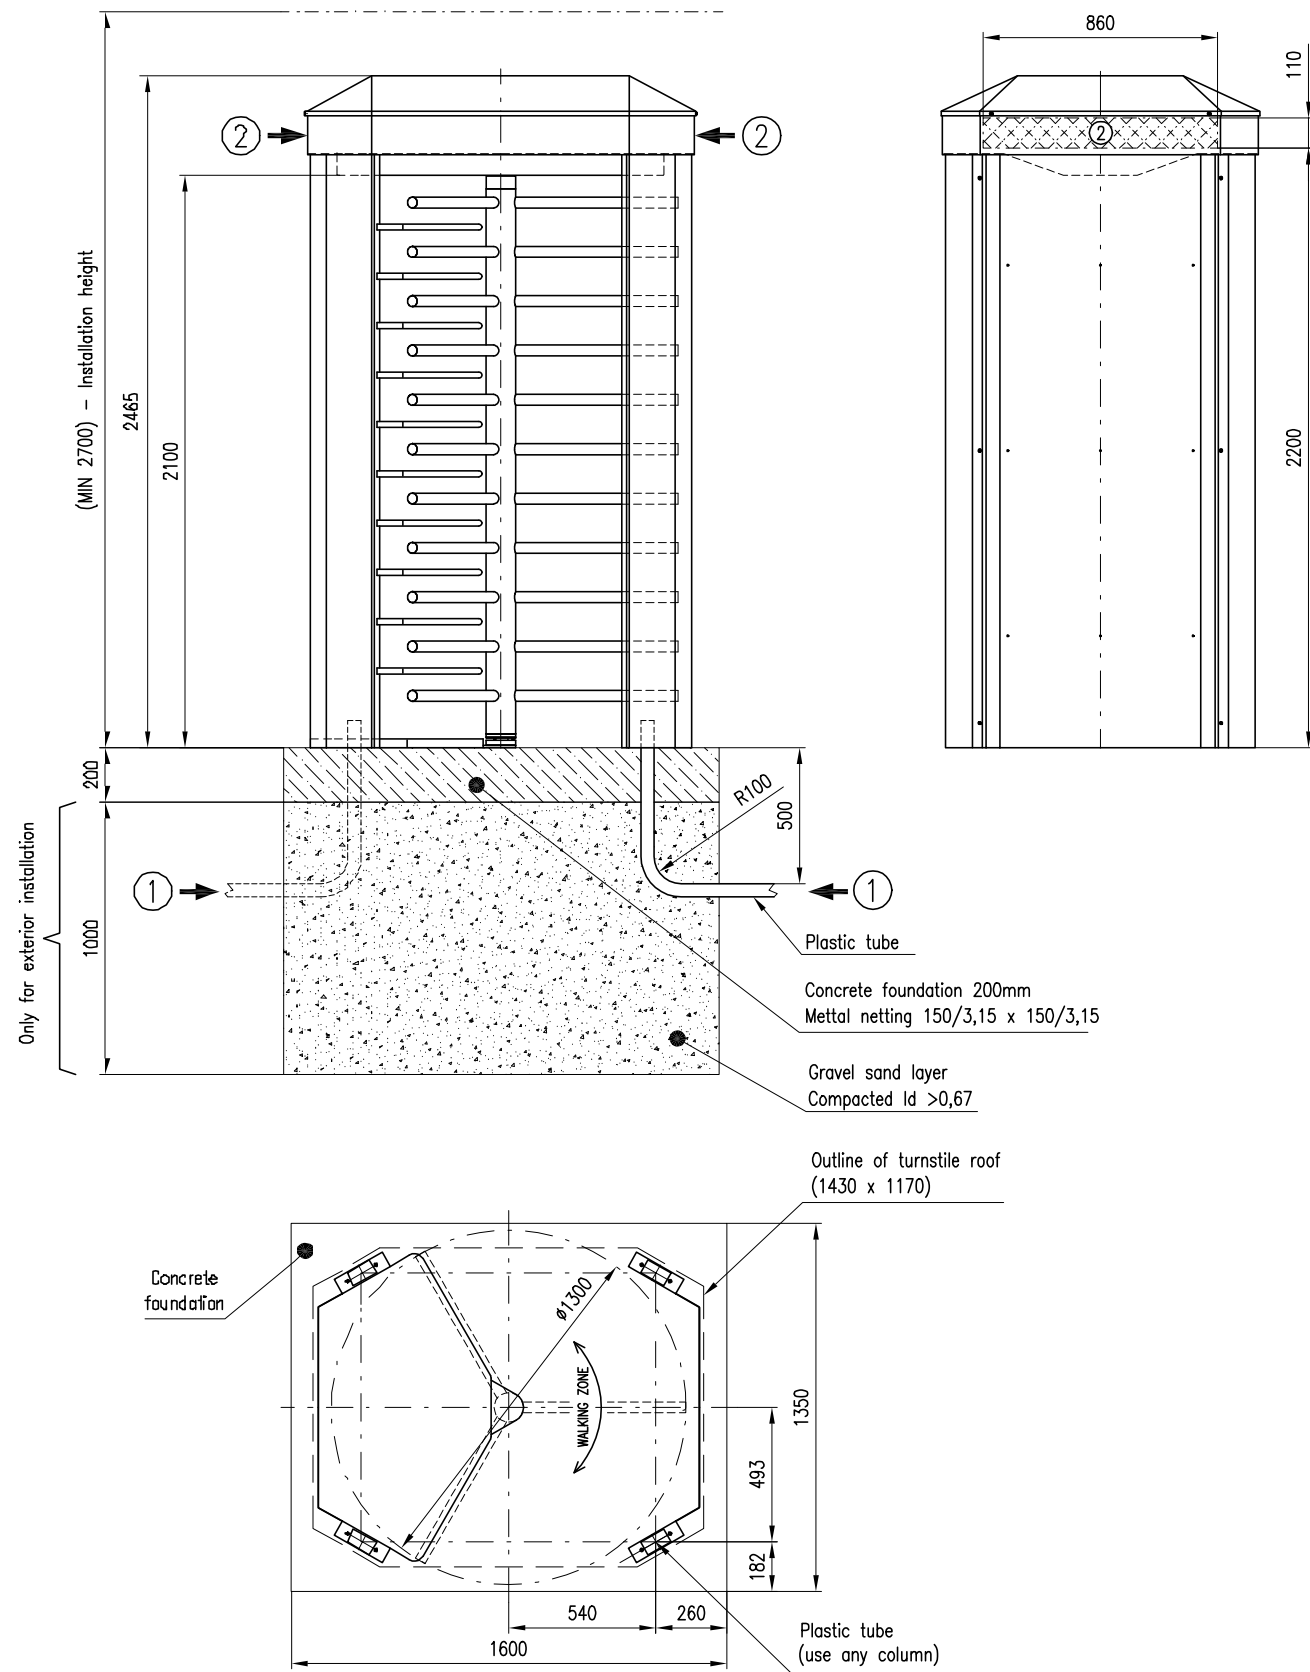 860
110
2
2
2
(MIN 2700) – Installation height
2465
2100
2200
200
R100
500
Only for exterior installation
1000
1
1
Plastic tube
Concrete foundation 200mm
Mettal netting 150/3,15 x 150/3,15
Gravel sand layer
Compacted Id >0,67
Outline of turnstile roof
(1430 x 1170)
Concrete
foundation
ø1300
WALKING ZONE
1350
493
182
540
260
1600
Plastic tube
(use any column)